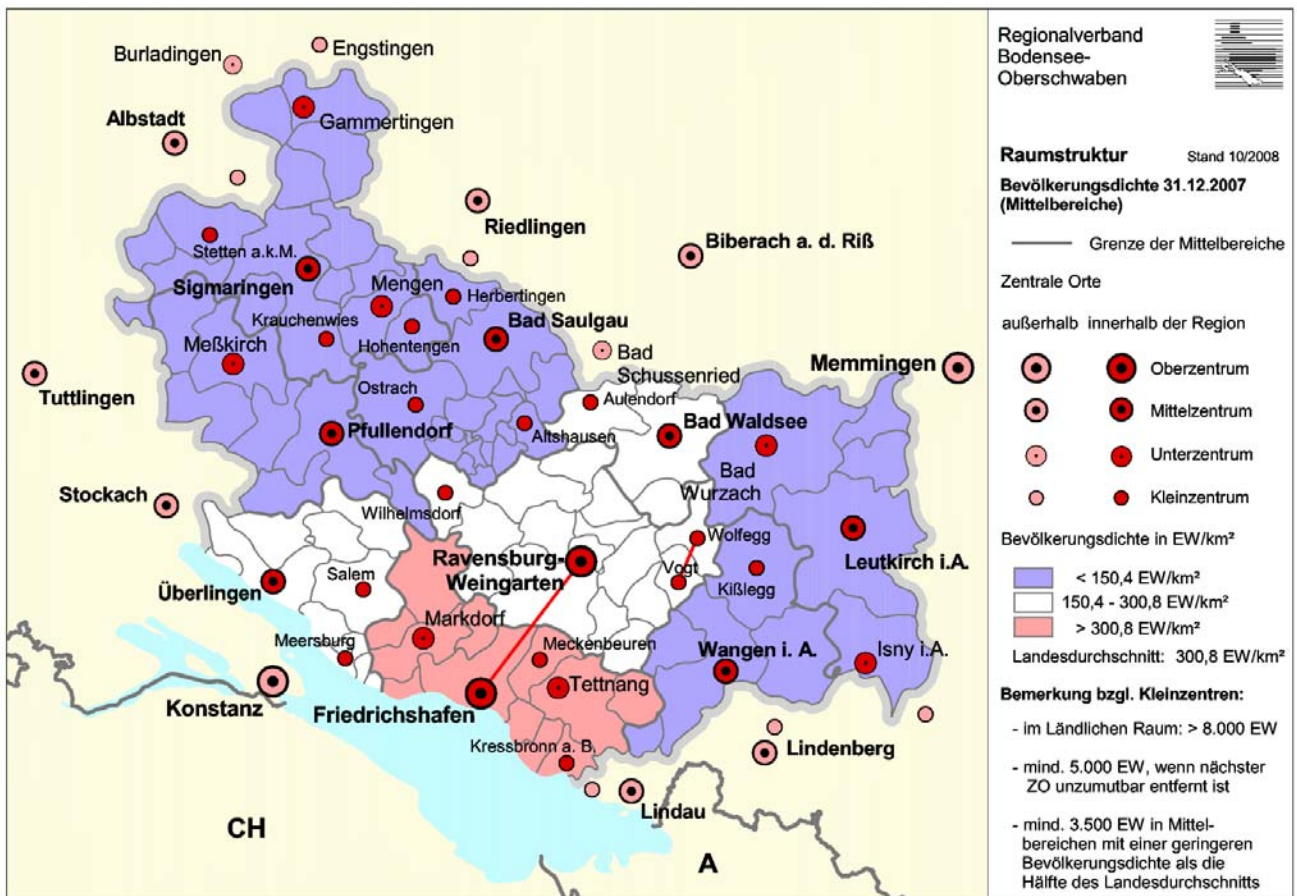 Engstingen
Burladingen
Gammertingen
Albstadt
Riedlingen
Biberach a. d. Riß
Stetten a.k.M.
Sigmaringen
Mengen
Herbertingen
Krauchenwies
Bad Saulgau
Hohentengen
Meßkirch
Bad
Schussenried
Memmingen
Tuttlingen
Ostrach
Aulendorf
Pfullendorf
Altshausen
Bad Waldsee
Bad
Wurzach
Stockach
Wilhelmsdorf
Wolfegg
Leutkirch i.A.
Ravensburg-
Weingarten
Vogt
Kißlegg
Salem
Überlingen
Markdorf
Meersburg
Meckenbeuren
Wangen i. A.
Isny i.A.
Konstanz
Friedrichshafen
Tettnang
Kressbronn a. B.
Lindenberg
Lindau
CH
A
Regionalverband
Bodensee-
Oberschwaben
Raumstruktur Stand 10/2008
Bevölkerungsdichte 31.12.2007
(Mittelbereiche)
Grenze der Mittelbereiche
Zentrale Orte
außerhalb innerhalb der Region
Oberzentrum
Mittelzentrum
Unterzentrum
Kleinzentrum
Bevölkerungsdichte in EW/km²
< 150,4 EW/km²
150,4 - 300,8 EW/km²
> 300,8 EW/km²
Landesdurchschnitt: 300,8 EW/km²
Bemerkung bzgl. Kleinzentren:
- im Ländlichen Raum: > 8.000 EW
- mind. 5.000 EW, wenn nächster
ZO unzumutbar entfernt ist
- mind. 3.500 EW in Mittel-
bereichen mit einer geringeren
Bevölkerungsdichte als die
Hälfte des Landesdurchschnitts